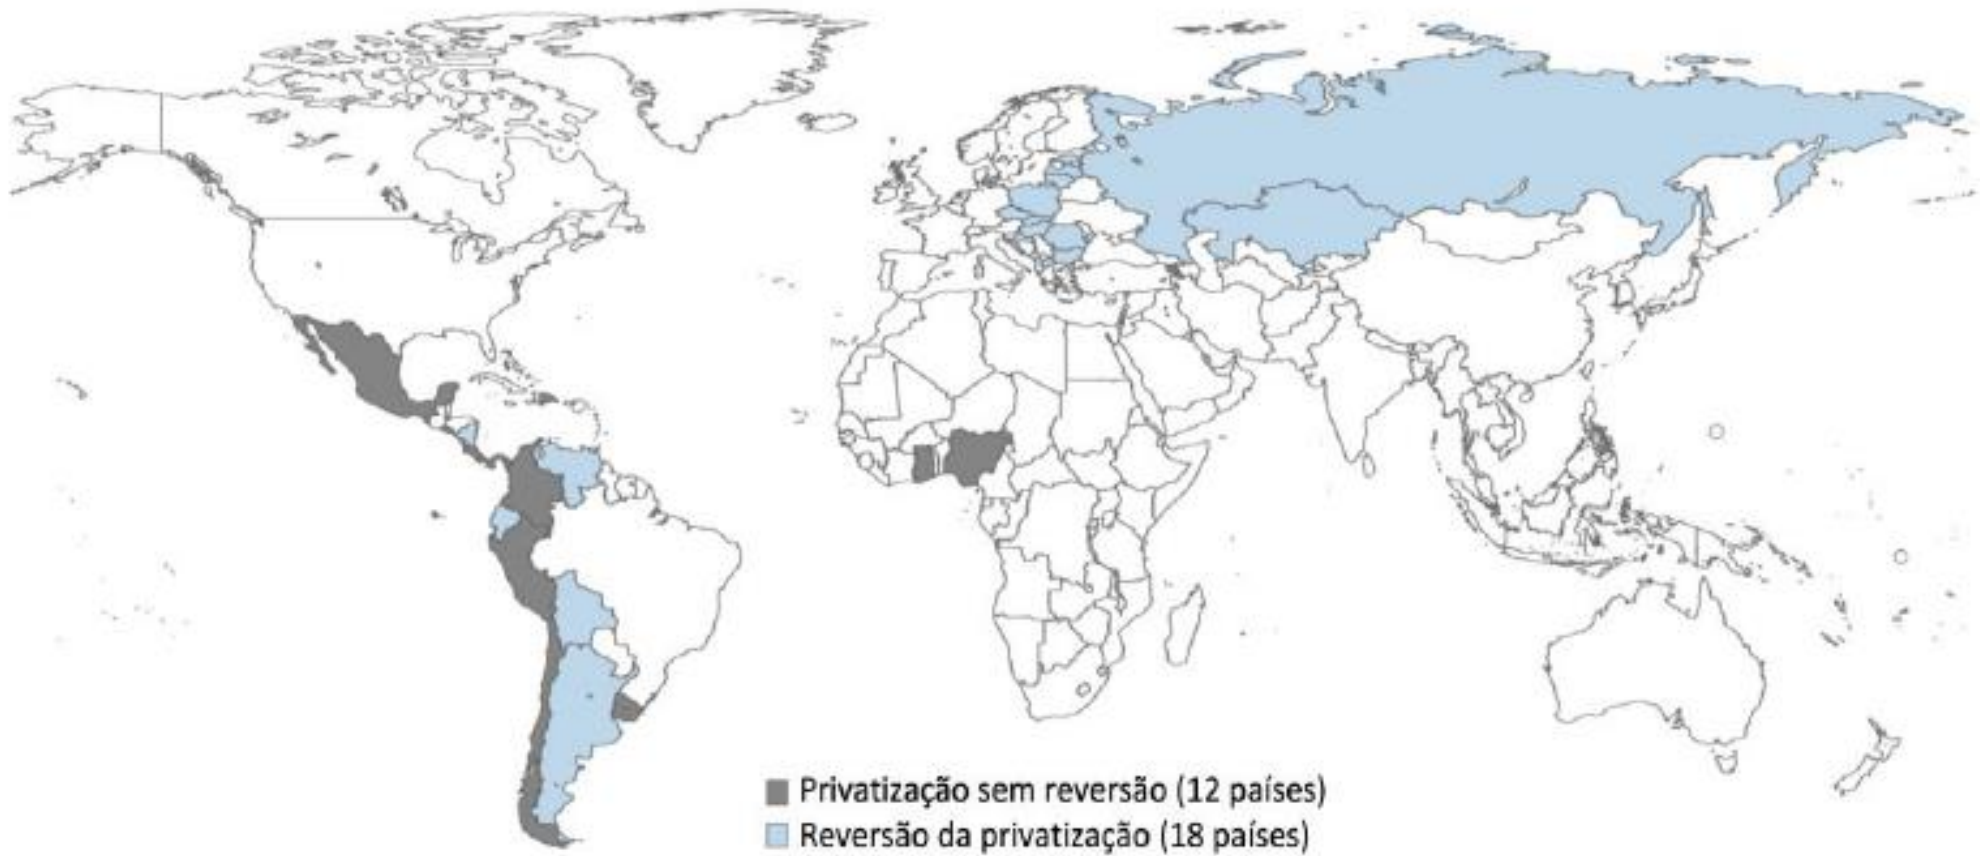 Privatização sem reversão (12 países)
Reversão da privatização (18 países)